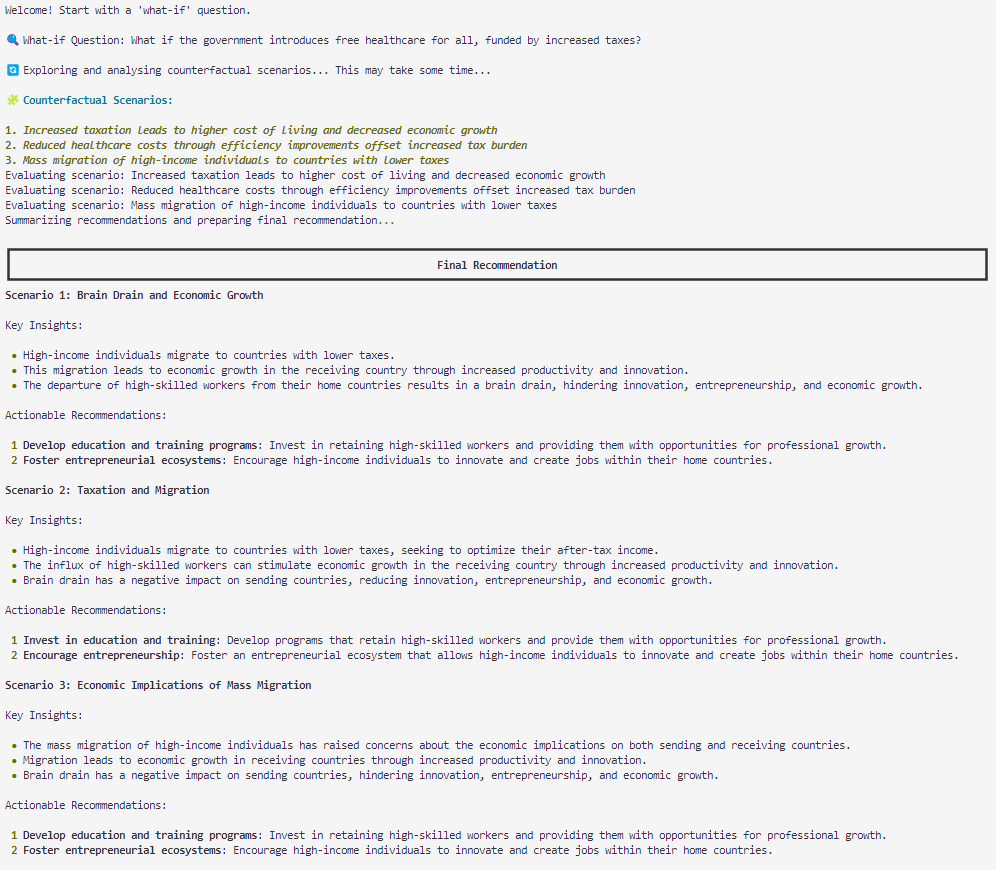 Welcome! Start with a 'what-if' question.
🔍 What-if Question: What if the government introduces free healthcare for all, funded by increased taxes?
🔄 Exploring and analysing counterfactual scenarios... This may take some time...
🧩 Counterfactual Scenarios:
1. Increased taxation leads to higher cost of living and decreased economic growth
2. Reduced healthcare costs through efficiency improvements offset increased tax burden
3. Mass migration of high-income individuals to countries with lower taxes
Evaluating scenario: Increased taxation leads to higher cost of living and decreased economic growth
Evaluating scenario: Reduced healthcare costs through efficiency improvements offset increased tax burden
Evaluating scenario: Mass migration of high-income individuals to countries with lower taxes
Summarizing recommendations and preparing final recommendation...
Final Recommendation
Scenario 1: Brain Drain and Economic Growth
Key Insights:
• High-income individuals migrate to countries with lower taxes.
• This migration leads to economic growth in the receiving country through increased productivity and innovation.
• The departure of high-skilled workers from their home countries results in a brain drain, hindering innovation, entrepreneurship, and economic growth.
Actionable Recommendations:
1 Develop education and training programs: Invest in retaining high-skilled workers and providing them with opportunities for professional growth.
2 Foster entrepreneurial ecosystems: Encourage high-income individuals to innovate and create jobs within their home countries.
Scenario 2: Taxation and Migration
Key Insights:
• High-income individuals migrate to countries with lower taxes, seeking to optimize their after-tax income.
• The influx of high-skilled workers can stimulate economic growth in the receiving country through increased productivity and innovation.
• Brain drain has a negative impact on sending countries, reducing innovation, entrepreneurship, and economic growth.
Actionable Recommendations:
1 Invest in education and training: Develop programs that retain high-skilled workers and provide them with opportunities for professional growth.
2 Encourage entrepreneurship: Foster an entrepreneurial ecosystem that allows high-income individuals to innovate and create jobs within their home countries.
Scenario 3: Economic Implications of Mass Migration
Key Insights:
• The mass migration of high-income individuals has raised concerns about the economic implications on both sending and receiving countries.
• Migration leads to economic growth in receiving countries through increased productivity and innovation.
• Brain drain has a negative impact on sending countries, hindering innovation, entrepreneurship, and economic growth.
Actionable Recommendations:
1 Develop education and training programs: Invest in retaining high-skilled workers and providing them with opportunities for professional growth.
2 Foster entrepreneurial ecosystems: Encourage high-income individuals to innovate and create jobs within their home countries.